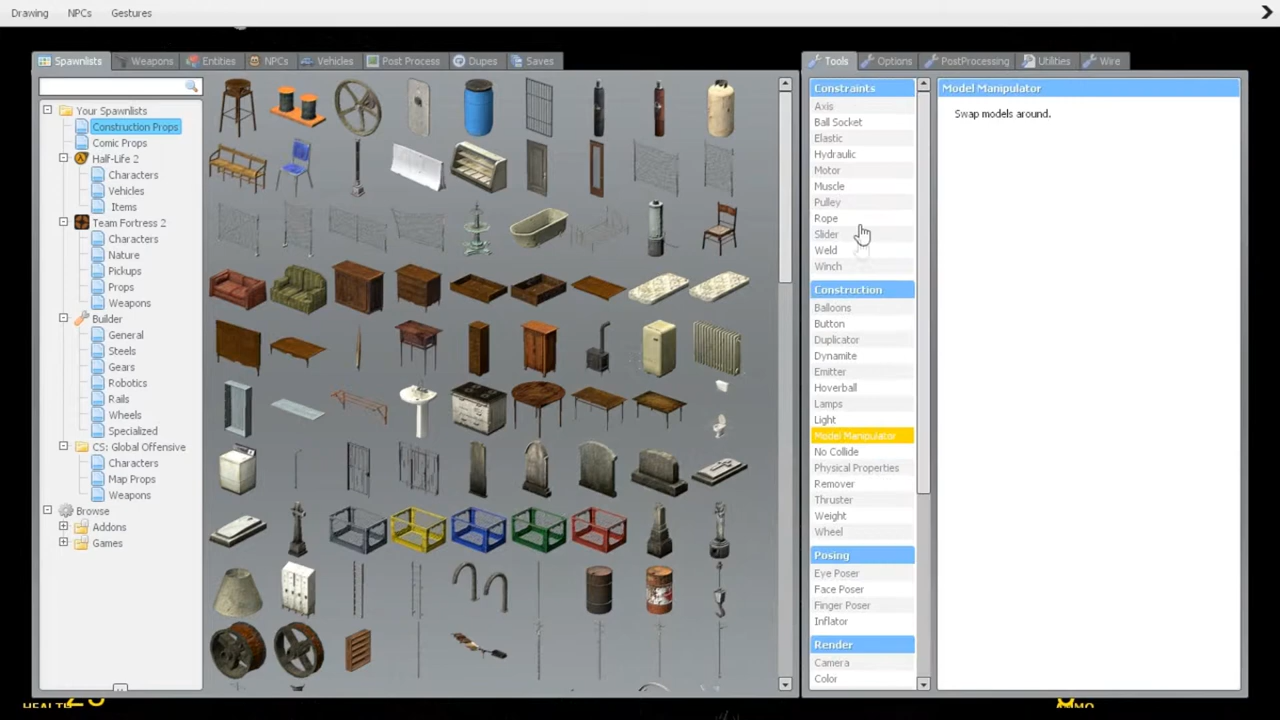 Drawing NPCs Gestures
Spawnlists Weapons Entities NPCs Vehicles Post Process Dupes Saves
Your Spawnlists
Construction Props
Comic Props
Half-Life 2
Characters
Vehicles
Items
Team Fortress 2
Characters
Nature
Pickups
Props
Weapons
Builder
General
Steels
Gears
Robotics
Rails
Wheels
Specialized
CS: Global Offensive
Characters
Map Props
Weapons
Browse
Addons
Games
Tools Options PostProcessing Utilities Wire
Constraints
Axis
Ball Socket
Elastic
Hydraulic
Motor
Muscle
Pulley
Rope
Slider
Weld
Winch
Construction
Balloons
Button
Duplicator
Dynamite
Emitter
Hoverball
Lamps
Light
Model Manipulator
No Collide
Physical Properties
Remover
Thruster
Weight
Wheel
Posing
Eye Poser
Face Poser
Finger Poser
Inflator
Render
Camera
Color
Model Manipulator
Swap models around.
HEALTH
AMMO